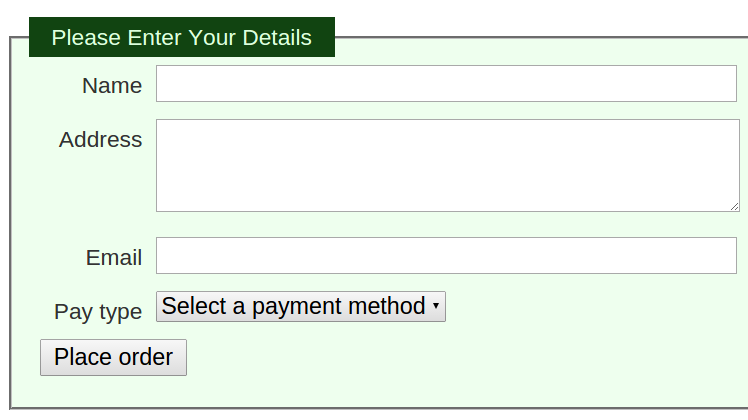 Please Enter Your Details
Name
Address
Email
Pay type Select a payment method
Place order